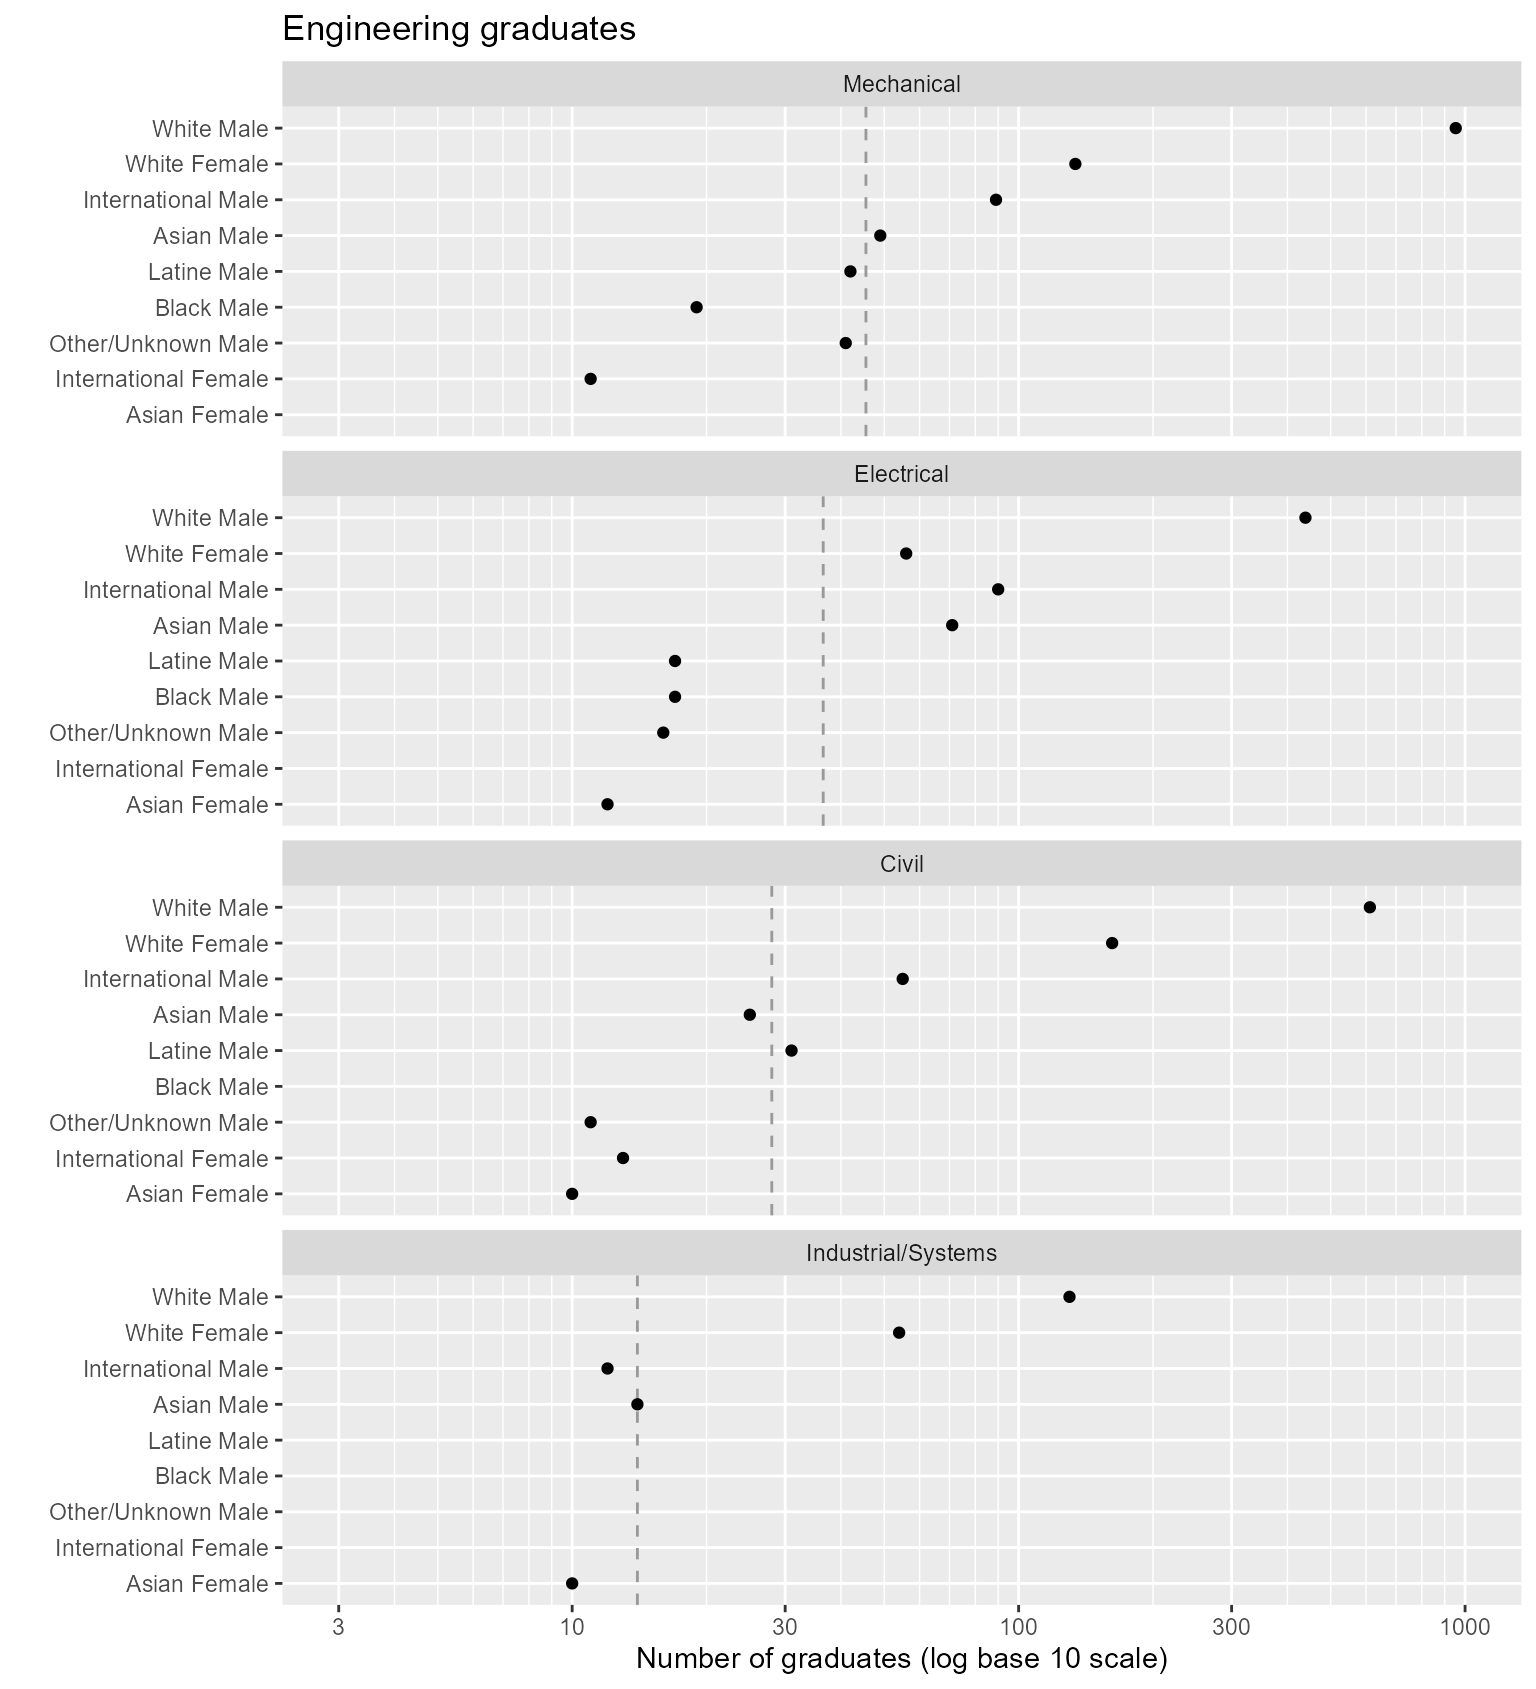 Engineering graduates
Mechanical
White Male
White Female
International Male
Asian Male
Latine Male
Black Male
Other/Unknown Male
International Female
Asian Female
Electrical
White Male
White Female
International Male
Asian Male
Latine Male
Black Male
Other/Unknown Male
International Female
Asian Female
Civil
White Male
White Female
International Male
Asian Male
Latine Male
Black Male
Other/Unknown Male
International Female
Asian Female
Industrial/Systems
White Male
White Female
International Male
Asian Male
Latine Male
Black Male
Other/Unknown Male
International Female
Asian Female
3 10 30 100 300 1000
Number of graduates (log base 10 scale)